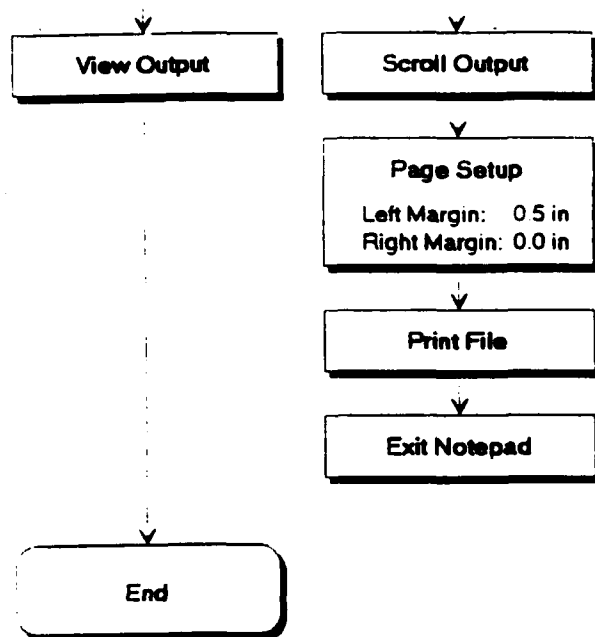 View Output
Scroll Output
Page Setup
Left Margin: 0.5 in
Right Margin: 0.0 in
Print File
Exit Notepad
End